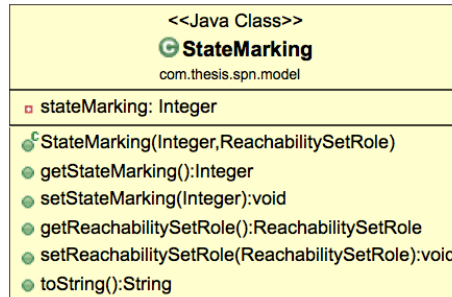 <<Java Class>>
StateMarking
com.thesis.spn.model
stateMarking: Integer
StateMarking(Integer,ReachabilitySetRole)
getStateMarking():Integer
setStateMarking(Integer):void
getReachabilitySetRole():ReachabilitySetRole
setReachabilitySetRole(ReachabilitySetRole):void
toString():String